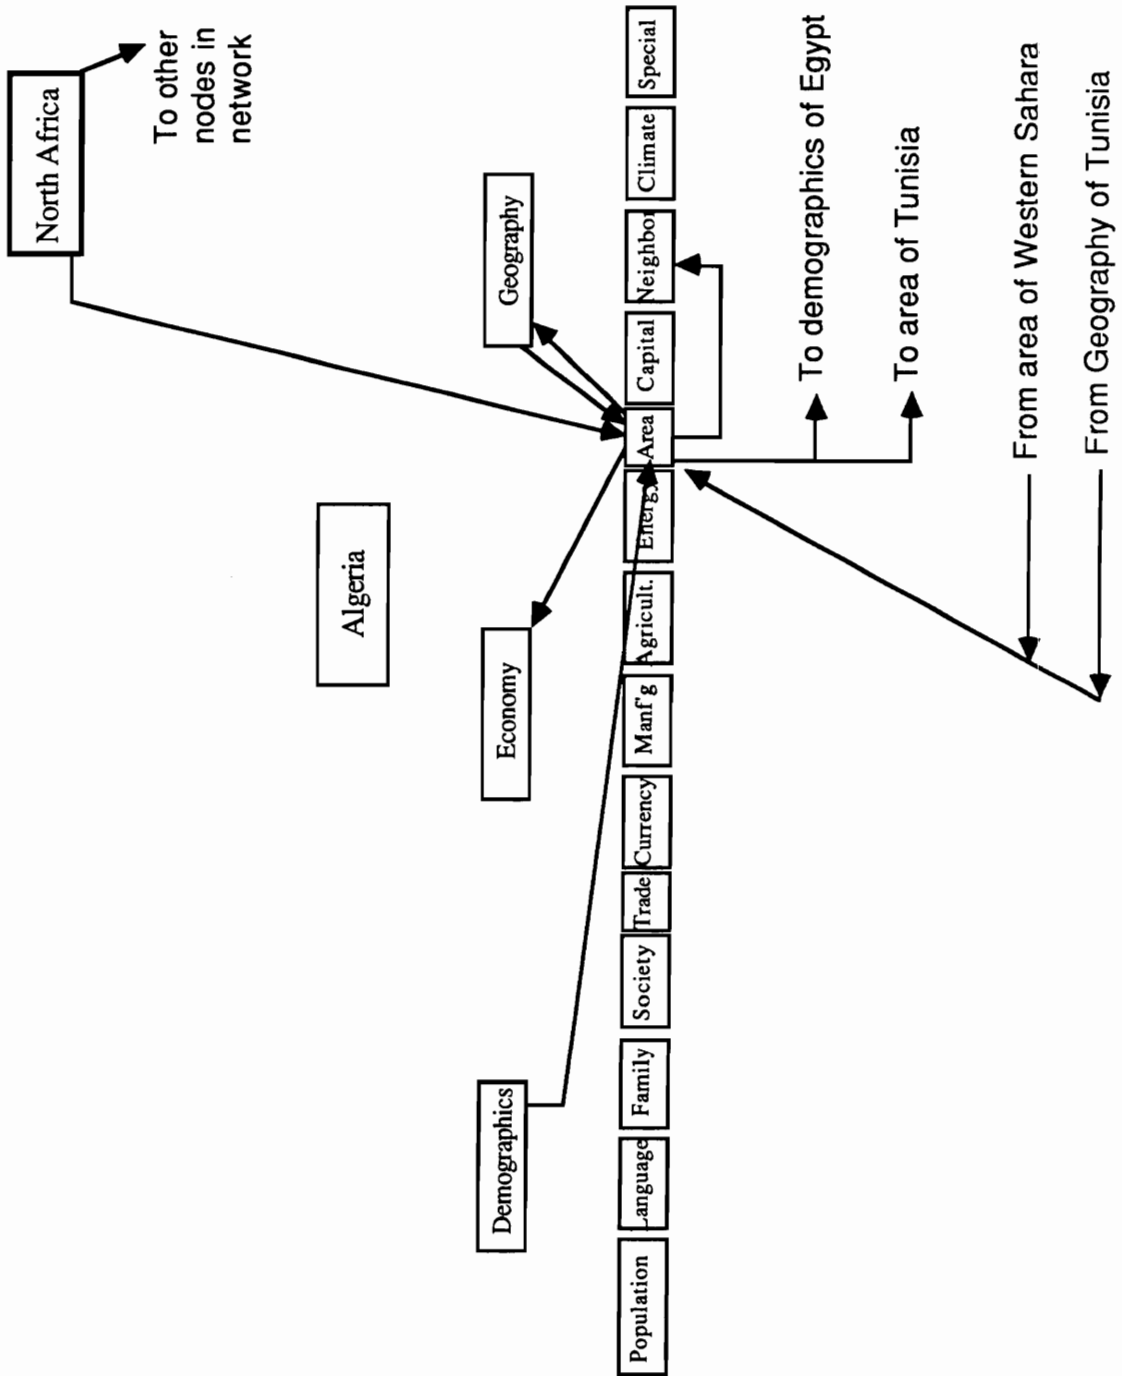 North Africa
To other
nodes in
network
Algeria
Demographics
Economy
Geography
Population
Language
Family
Society
Trade
Currency
Manf'g
Agricult.
Energy
Area
Capital
Neighbor
Climate
Special
To demographics of Egypt
To area of Tunisia
From area of Western Sahara
From Geography of Tunisia